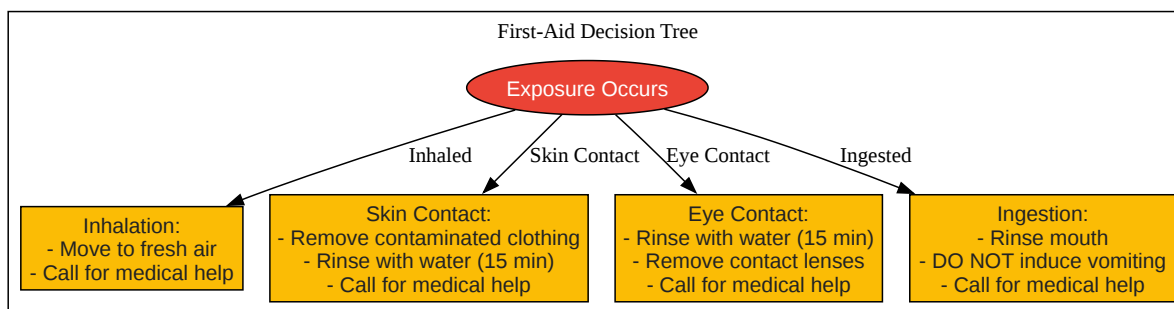 First-Aid Decision Tree
Exposure Occurs
Inhaled
Skin Contact
Eye Contact
Ingested
Inhalation:
- Move to fresh air
- Call for medical help
Skin Contact:
- Remove contaminated clothing
- Rinse with water (15 min)
- Call for medical help
Eye Contact:
- Rinse with water (15 min)
- Remove contact lenses
- Call for medical help
Ingestion:
- Rinse mouth
- DO NOT induce vomiting
- Call for medical help